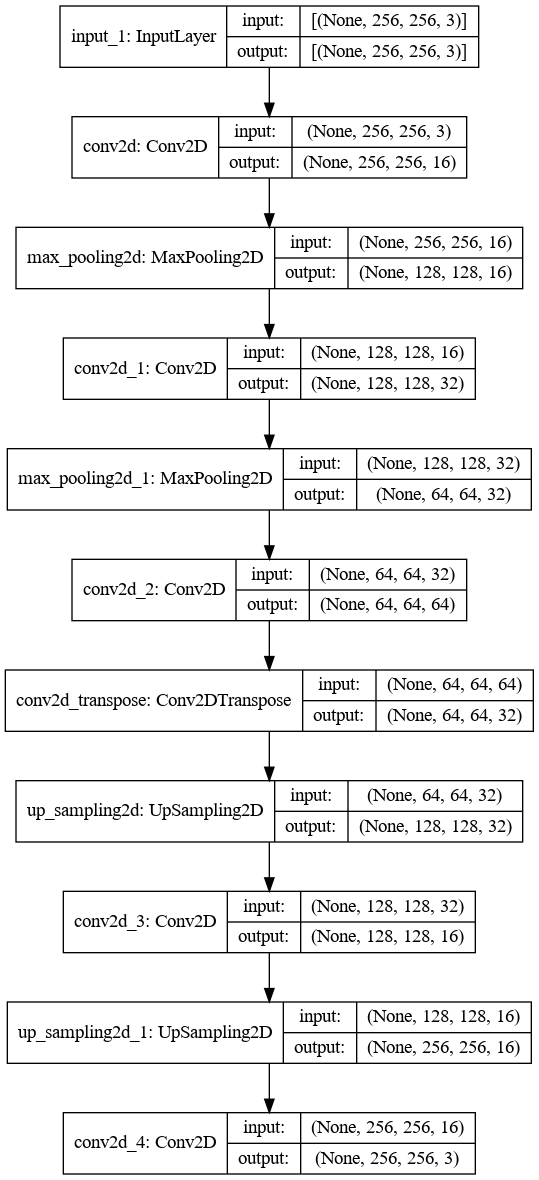 input_1: InputLayer
input:
[(None, 256, 256, 3)]
output:
[(None, 256, 256, 3)]
conv2d: Conv2D
input:
(None, 256, 256, 3)
output:
(None, 256, 256, 16)
max_pooling2d: MaxPooling2D
input:
(None, 256, 256, 16)
output:
(None, 128, 128, 16)
conv2d_1: Conv2D
input:
(None, 128, 128, 16)
output:
(None, 128, 128, 32)
max_pooling2d_1: MaxPooling2D
input:
(None, 128, 128, 32)
output:
(None, 64, 64, 32)
conv2d_2: Conv2D
input:
(None, 64, 64, 32)
output:
(None, 64, 64, 64)
conv2d_transpose: Conv2DTranspose
input:
(None, 64, 64, 64)
output:
(None, 64, 64, 32)
up_sampling2d: UpSampling2D
input:
(None, 64, 64, 32)
output:
(None, 128, 128, 32)
conv2d_3: Conv2D
input:
(None, 128, 128, 32)
output:
(None, 128, 128, 16)
up_sampling2d_1: UpSampling2D
input:
(None, 128, 128, 16)
output:
(None, 256, 256, 16)
conv2d_4: Conv2D
input:
(None, 256, 256, 16)
output:
(None, 256, 256, 3)